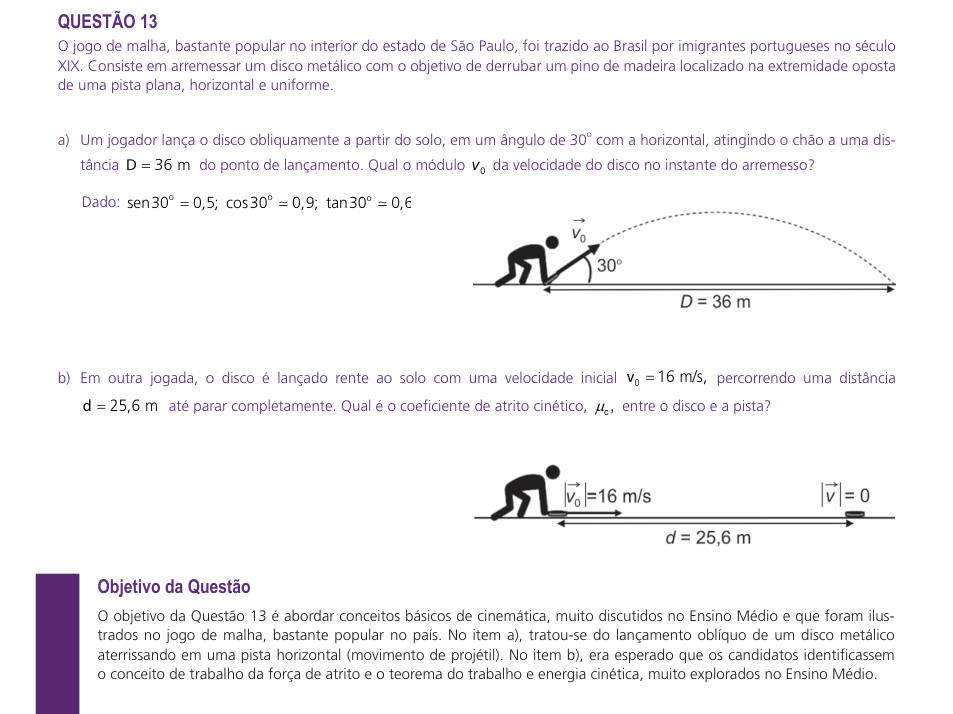 QUESTÃO 13
O jogo de malha, bastante popular no interior do estado de São Paulo, foi trazido ao Brasil por imigrantes portugueses no século
XIX. Consiste em arremessar um disco metálico com o objetivo de derrubar um pino de madeira localizado na extremidade oposta
de uma pista plana, horizontal e uniforme.
a) Um jogador lança o disco obliquamente a partir do solo, em um ângulo de 30º com a horizontal, atingindo o chão a uma dis-
tância D = 36 m do ponto de lançamento. Qual o módulo v₀ da velocidade do disco no instante do arremesso?
Dado: sen30º = 0,5; cos30º ≃ 0,9; tan30º ≃ 0,6
v₀
30º
D = 36 m
b) Em outra jogada, o disco é lançado rente ao solo com uma velocidade inicial v₀ = 16 m/s, percorrendo uma distância
d = 25,6 m até parar completamente. Qual é o coeficiente de atrito cinético, μc, entre o disco e a pista?
|v₀|=16 m/s |v| = 0
d = 25,6 m
Objetivo da Questão
O objetivo da Questão 13 é abordar conceitos básicos de cinemática, muito discutidos no Ensino Médio e que foram ilus-
trados no jogo de malha, bastante popular no país. No item a), tratou-se do lançamento oblíquo de um disco metálico
aterrissando em uma pista horizontal (movimento de projétil). No item b), era esperado que os candidatos identificassem
o conceito de trabalho da força de atrito e o teorema do trabalho e energia cinética, muito explorados no Ensino Médio.